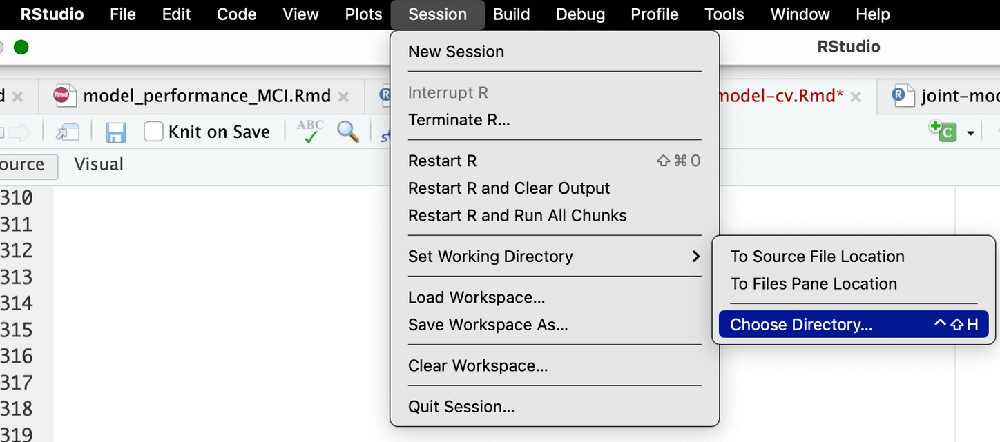 RStudio File Edit Code View Plots Session Build Debug Profile Tools Window Help
RStudio
d model_performance_MCI.Rmd model-cv.Rmd* joint-mod
Knit on Save ABC C
ource Visual
New Session
Interrupt R
Terminate R...
Restart R ⇧⌘0
Restart R and Clear Output
Restart R and Run All Chunks
Set Working Directory
Load Workspace...
Save Workspace As...
Clear Workspace...
Quit Session...
To Source File Location
To Files Pane Location
Choose Directory... ^⇧H
310
311
312
313
314
315
316
317
318
319